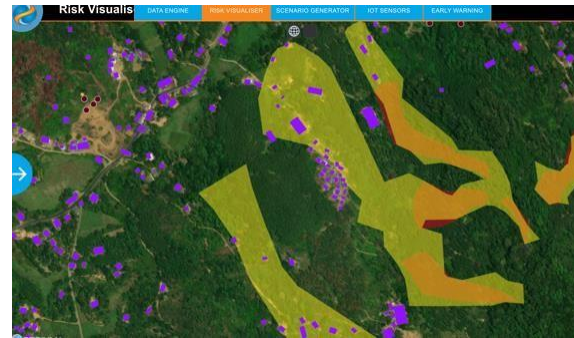 Risk Visualis
DATA ENGINE
RISK VISUALISER
SCENARIO GENERATOR
IOT SENSORS
EARLY WARNING